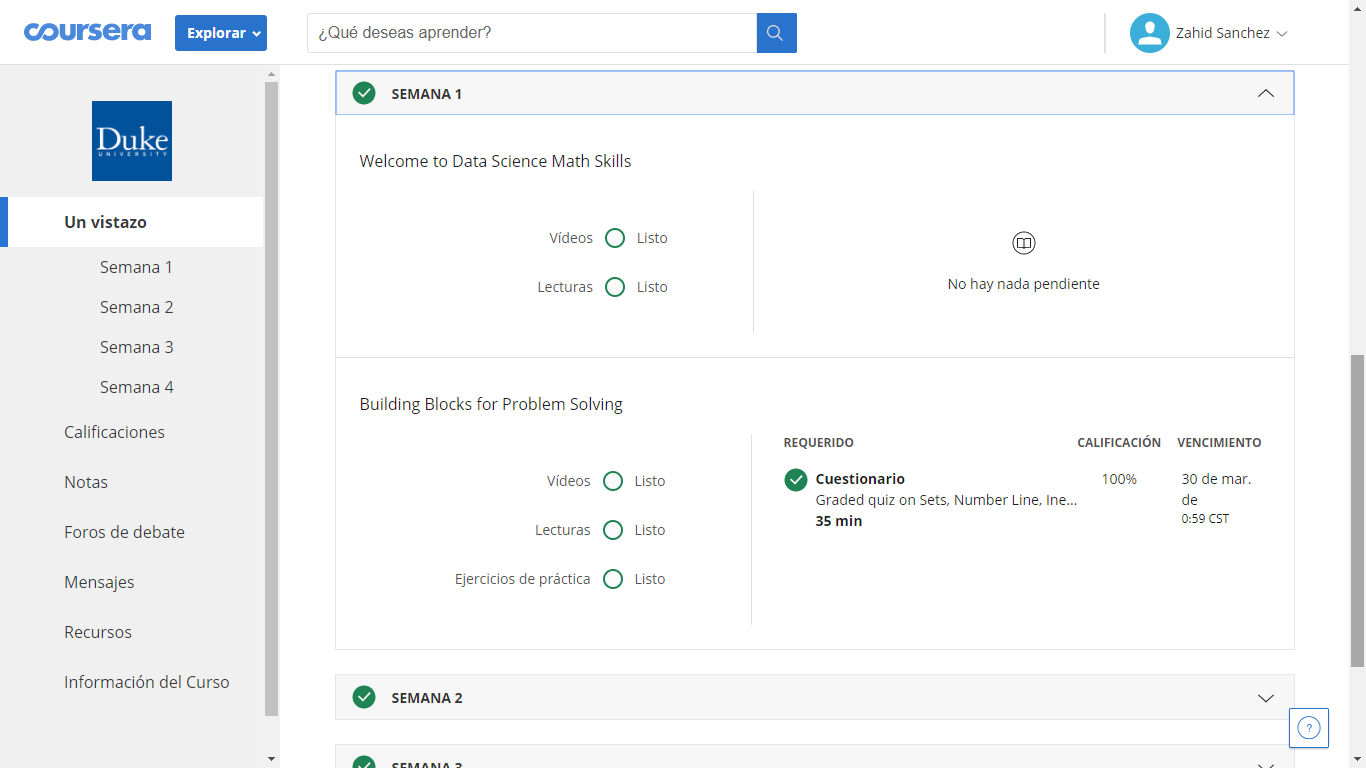 coursera
Explorar
¿Qué deseas aprender?
Zahid Sanchez
Duke
UNIVERSITY
Un vistazo
Semana 1
Semana 2
Semana 3
Semana 4
Calificaciones
Notas
Foros de debate
Mensajes
Recursos
Información del Curso
SEMANA 1
Welcome to Data Science Math Skills
Vídeos Listo
Lecturas Listo
No hay nada pendiente
Building Blocks for Problem Solving
Vídeos Listo
Lecturas Listo
Ejercicios de práctica Listo
REQUERIDO CALIFICACIÓN VENCIMIENTO
Cuestionario 100% 30 de mar.
Graded quiz on Sets, Number Line, Ine... de
35 min 0:59 CST
SEMANA 2
SEMANA 3
?